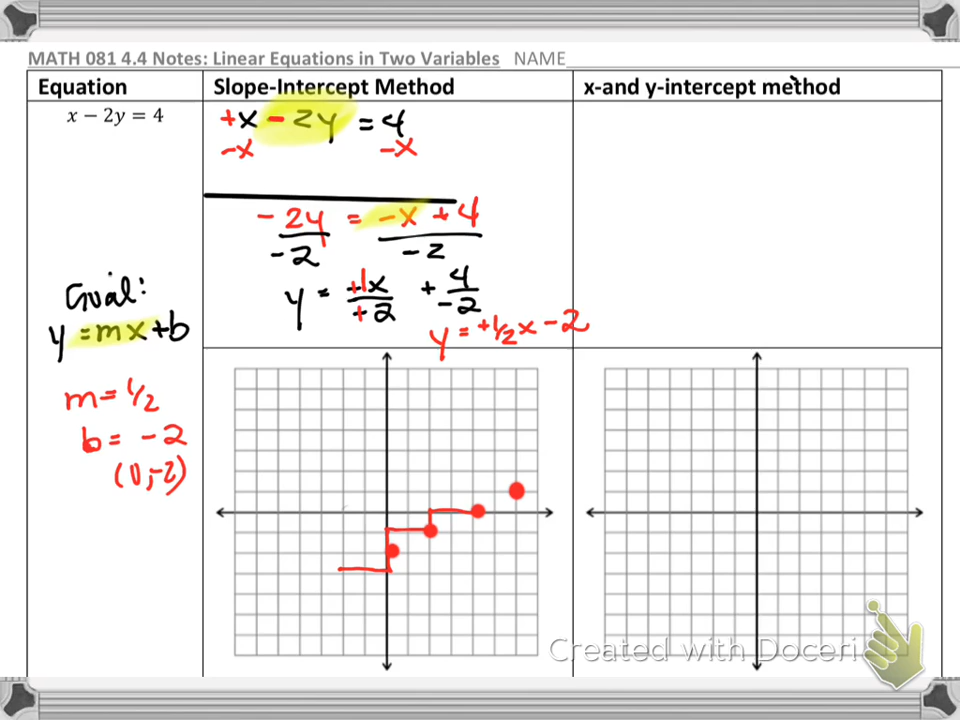 MATH 081 4.4 Notes: Linear Equations in Two Variables NAME
Equation
Slope-Intercept Method
x-and y-intercept method
x − 2y = 4
+x - 2y = 4
-x -x
- 2y = -x + 4
-2 -2
y = +1x/+2 + 4/-2
y = +1/2x - 2
Goal:
y = mx + b
m = 1/2
b = -2
(0,-2)
Created with Doceri